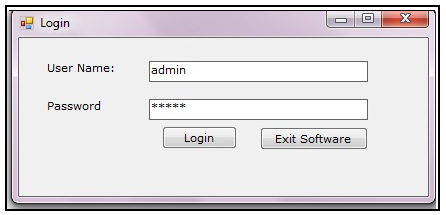 Login
User Name: admin
Password *****
Login Exit Software